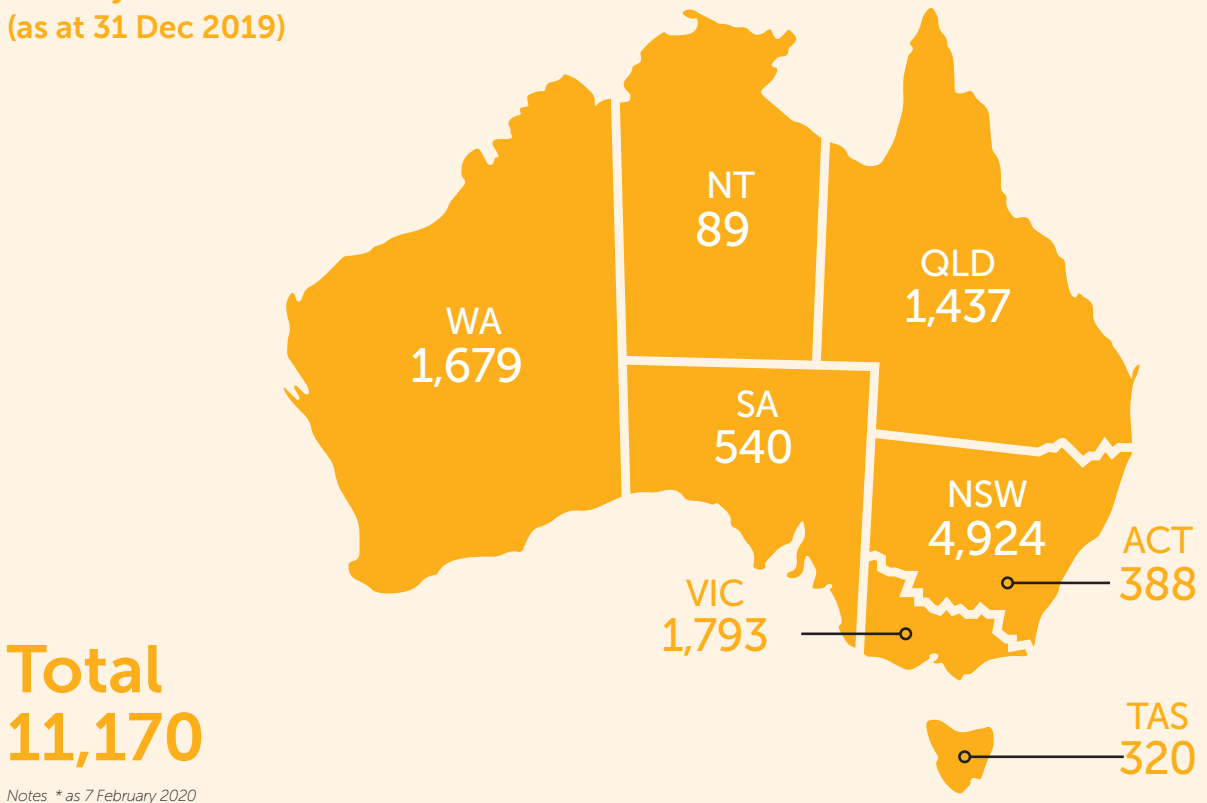 (as at 31 Dec 2019)
NT
89
QLD
1,437
WA
1,679
SA
540
NSW
4,924
ACT
388
VIC
1,793
Total
11,170
TAS
320
Notes * as 7 February 2020